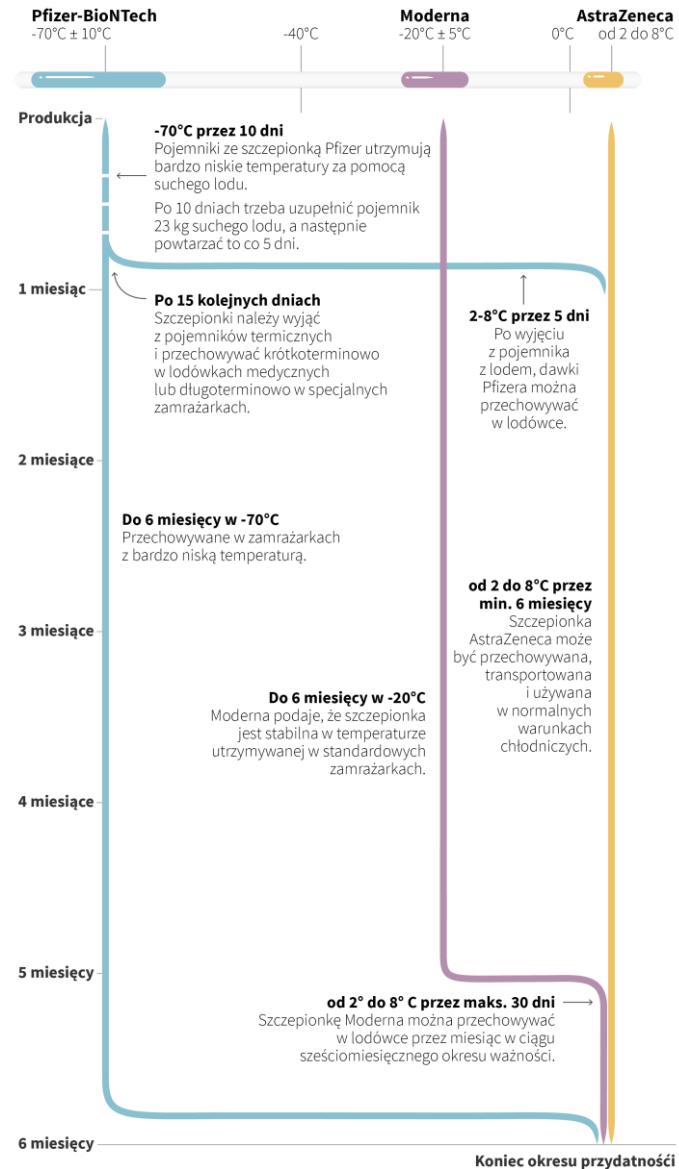 Pfizer-BioNTech
-70°C ± 10°C
-40°C
Moderna
-20°C ± 5°C
0°C
AstraZeneca
od 2 do 8°C
Produkcja
-70°C przez 10 dni
Pojemniki ze szczepionką Pfizer utrzymują
bardzo niskie temperatury za pomocą
suchego lodu.
Po 10 dniach trzeba uzupełnić pojemnik
23 kg suchego lodu, a następnie
powtarzać to co 5 dni.
1 miesiąc
Po 15 kolejnych dniach
Szczepionki należy wyjąć
z pojemników termicznych
i przechowywać krótkoterminowo
w lodówkach medycznych
lub długoterminowo w specjalnych
zamrażarkach.
2-8°C przez 5 dni
Po wyjęciu
z pojemnika
z lodem, dawki
Pfizera można
przechowywać
w lodówce.
2 miesiące
Do 6 miesięcy w -70°C
Przechowywane w zamrażarkach
z bardzo niską temperaturą.
od 2 do 8°C przez
min. 6 miesięcy
Szczepionka
AstraZeneca może
być przechowywana,
transportowana
i używana
w normalnych
warunkach
chłodniczych.
3 miesiące
Do 6 miesięcy w -20°C
Moderna podaje, że szczepionka
jest stabilna w temperaturze
utrzymywanej w standardowych
zamrażarkach.
4 miesiące
5 miesięcy
od 2° do 8° C przez maks. 30 dni
Szczepionkę Moderna można przechowywać
w lodówce przez miesiąc w ciągu
sześciomiesięcznego okresu ważności.
6 miesięcy
Koniec okresu przydatnośći